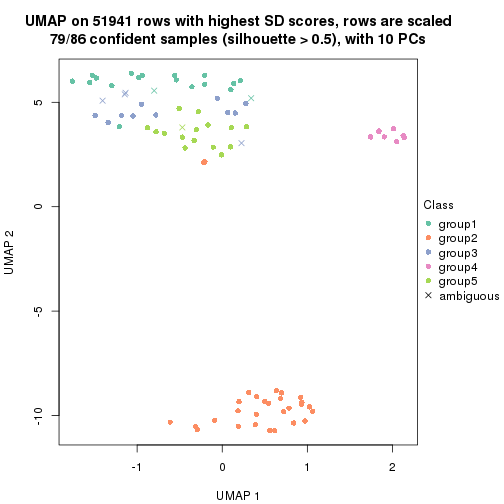 UMAP on 51941 rows with highest SD scores, rows are scaled
79/86 confident samples (silhouette > 0.5), with 10 PCs
5
0
-5
-10
UMAP 2
-1
0
1
2
UMAP 1
Class
group1
group2
group3
group4
group5
ambiguous